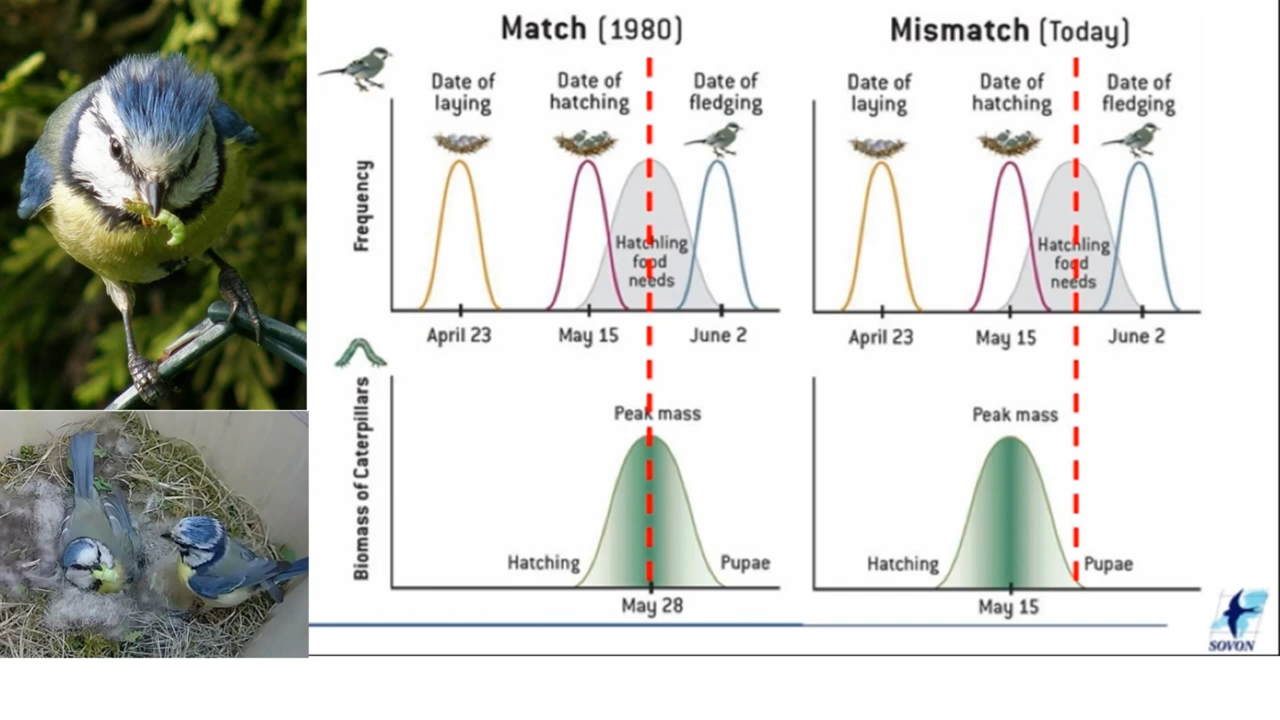 Match (1980)
Date of
laying
Date of
hatching
Date of
fledging
Frequency
Hatchling
food
needs
April 23
May 15
June 2
Biomass of Caterpillars
Peak mass
Hatching
Pupae
May 28
Mismatch (Today)
Date of
laying
Date of
hatching
Date of
fledging
Hatchling
food
needs
April 23
May 15
June 2
Peak mass
Hatching
Pupae
May 15
SOVON